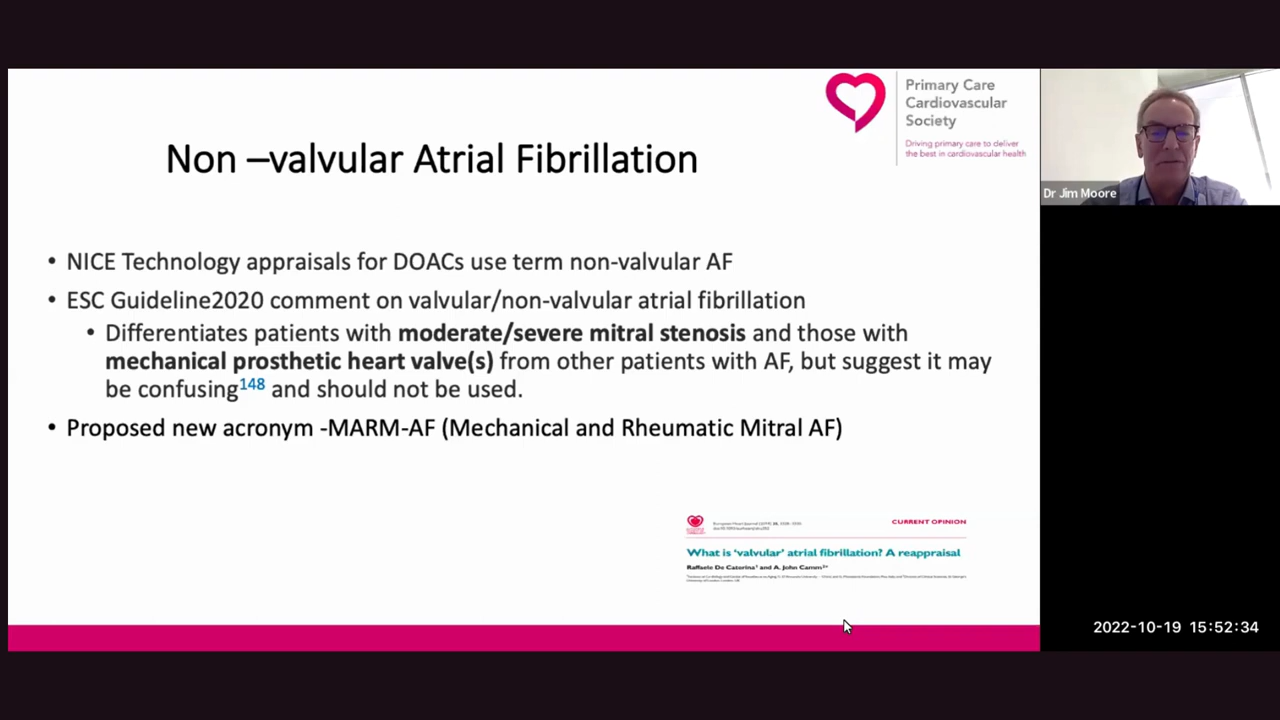 Primary Care
Cardiovascular
Society
Driving primary care to deliver
the best in cardiovascular health
Non –valvular Atrial Fibrillation
Dr Jim Moore
• NICE Technology appraisals for DOACs use term non-valvular AF
• ESC Guideline2020 comment on valvular/non-valvular atrial fibrillation
• Differentiates patients with moderate/severe mitral stenosis and those with
mechanical prosthetic heart valve(s) from other patients with AF, but suggest it may
be confusing148 and should not be used.
• Proposed new acronym -MARM-AF (Mechanical and Rheumatic Mitral AF)
European Heart Journal
CURRENT OPINION
What is ‘valvular’ atrial fibrillation? A reappraisal
Raffaele De Caterina and A. John Camm
2022-10-19 15:52:34